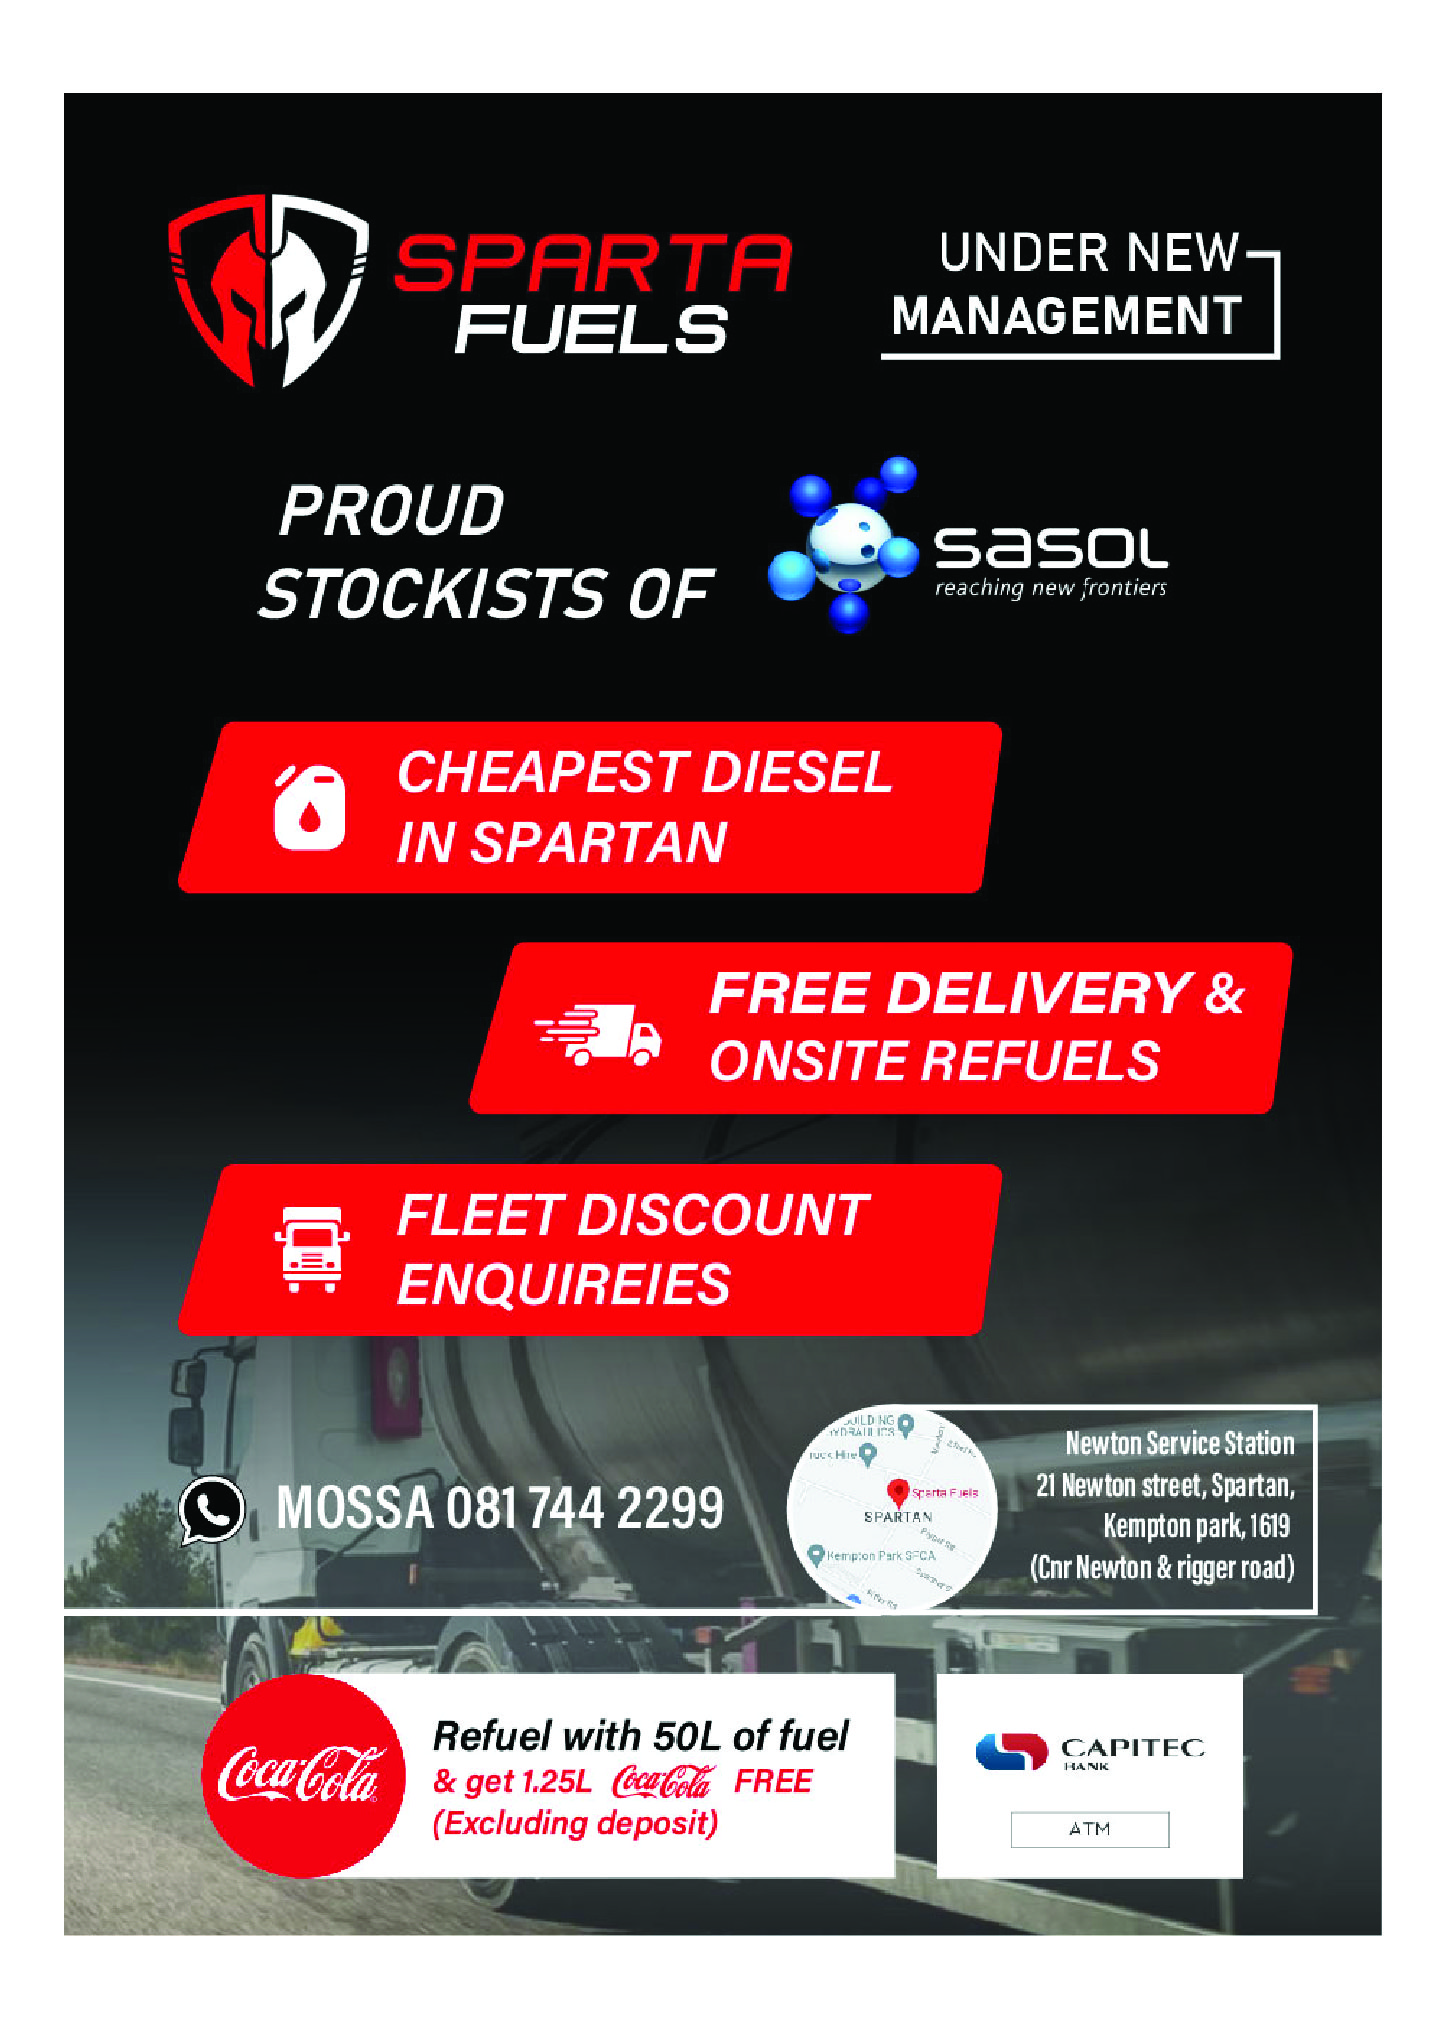 SPARTA
FUELS
UNDER NEW
MANAGEMENT
PROUD
STOCKISTS OF
sasol
reaching new frontiers
CHEAPEST DIESEL
IN SPARTAN
FREE DELIVERY &
ONSITE REFUELS
FLEET DISCOUNT
ENQUIREIES
MOSSA 081 744 2299
Truck Hire
Sparta Fuels
SPARTAN
Kempton Park SFCA
Newton Service Station
21 Newton street, Spartan,
Kempton park, 1619
(Cnr Newton & rigger road)
Coca-Cola
Refuel with 50L of fuel
& get 1.25L Coca-Cola FREE
(Excluding deposit)
CAPITEC
BANK
ATM